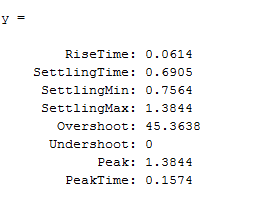 y =
RiseTime: 0.0614
SettlingTime: 0.6905
SettlingMin: 0.7564
SettlingMax: 1.3844
Overshoot: 45.3638
Undershoot: 0
Peak: 1.3844
PeakTime: 0.1574